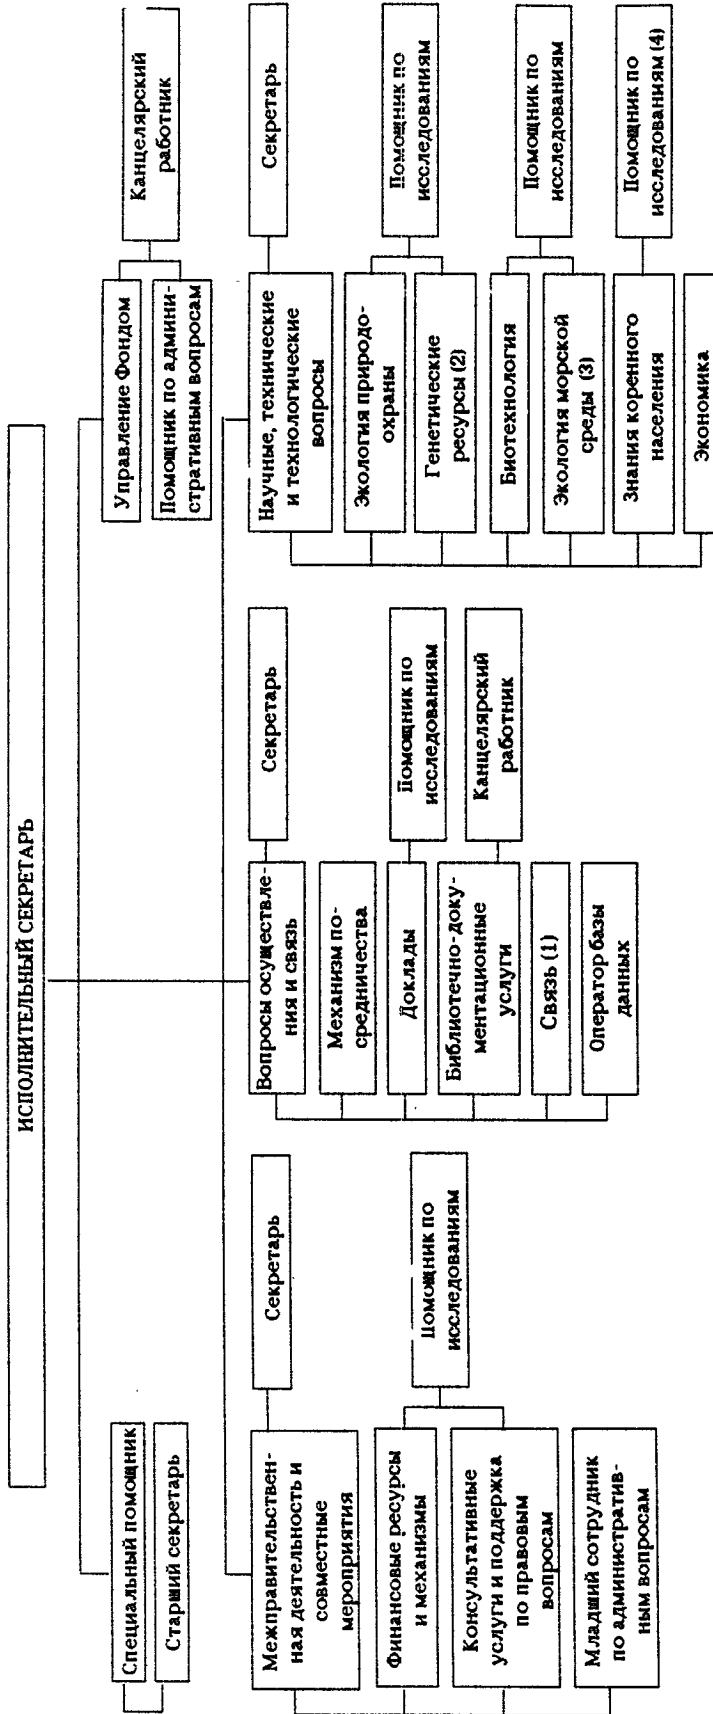 ИСПОЛНИТЕЛЬНЫЙ СЕКРЕТАРЬ
Специальный помощник
Старший секретарь
Управление Фондом
Помощник по админи-
стративным вопросам
Канцелярский
работник
Межправительствен-
ная деятельность и
совместные
мероприятия
Секретарь
Финансовые ресурсы
и механизмы
Консультативные
услуги и поддержка
по правовым
вопросам
Помощник по
исследованиям
Младший сотрудник
по административ-
ным вопросам
Вопросы осуществле-
ния и связь
Секретарь
Механизм по-
средничества
Доклады
Помощник по
исследованиям
Библиотечно-доку-
ментационные
услуги
Канцелярский
работник
Связь (1)
Оператор базы
данных
Научные, технические
и технологические
вопросы
Секретарь
Экология природо-
охраны
Генетические
ресурсы (2)
Помощник по
исследованиям
Биотехнология
Экология морской
среды (3)
Помощник по
исследованиям
Знания коренного
населения
Помощник по
исследованиям (4)
Экономика